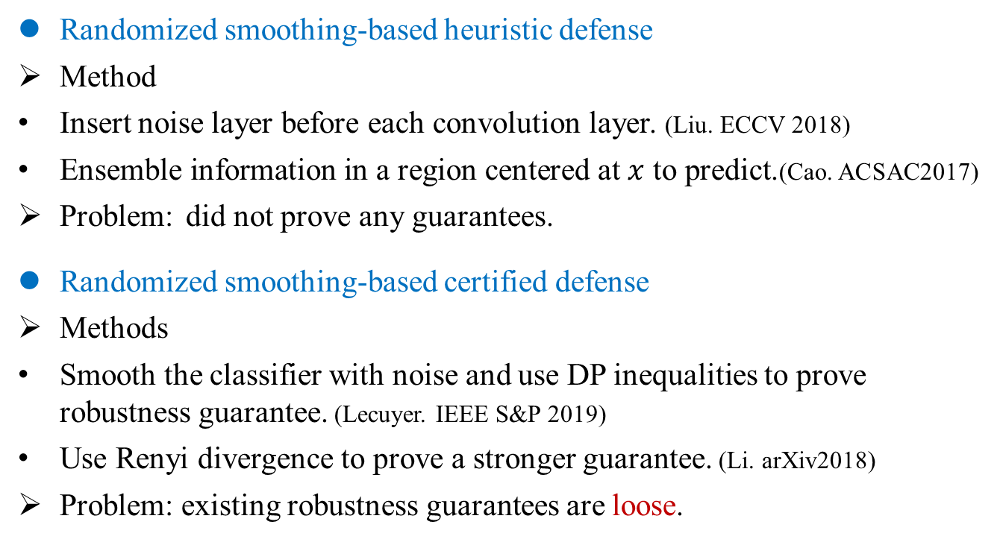 ● Randomized smoothing-based heuristic defense
➢ Method
• Insert noise layer before each convolution layer. (Liu. ECCV 2018)
• Ensemble information in a region centered at x to predict.(Cao. ACSAC2017)
➢ Problem: did not prove any guarantees.
● Randomized smoothing-based certified defense
➢ Methods
• Smooth the classifier with noise and use DP inequalities to prove
robustness guarantee. (Lecuyer. IEEE S&P 2019)
• Use Renyi divergence to prove a stronger guarantee. (Li. arXiv2018)
➢ Problem: existing robustness guarantees are loose.